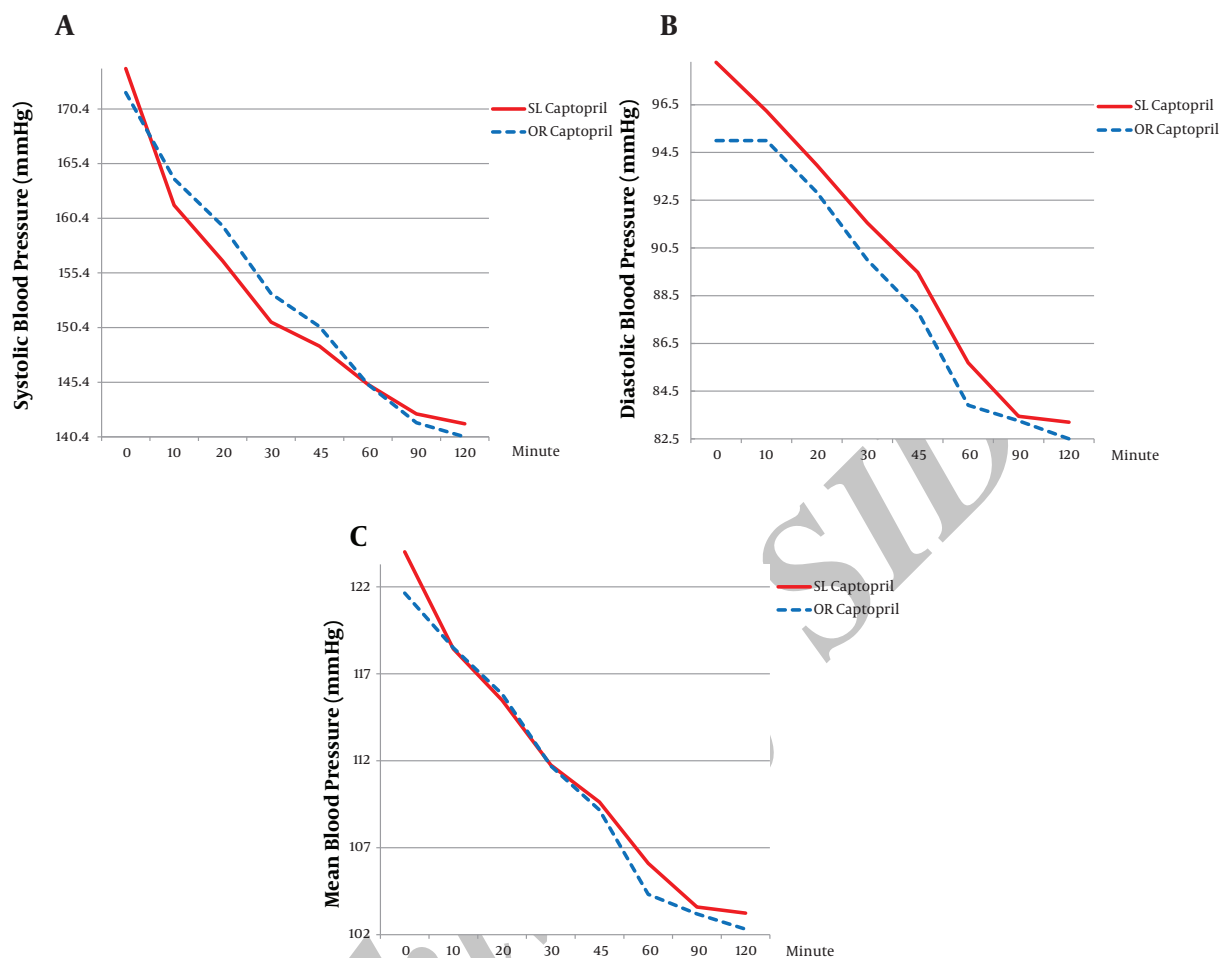 A
Systolic Blood Pressure (mmHg)
170.4
165.4
160.4
155.4
150.4
145.4
140.4
0 10 20 30 45 60 90 120 Minute
SL Captopril
OR Captopril
B
Diastolic Blood Pressure (mmHg)
96.5
94.5
92.5
90.5
88.5
86.5
84.5
82.5
0 10 20 30 45 60 90 120 Minute
SL Captopril
OR Captopril
C
Mean Blood Pressure (mmHg)
122
117
112
107
102
0 10 20 30 45 60 90 120 Minute
SL Captopril
OR Captopril
SID